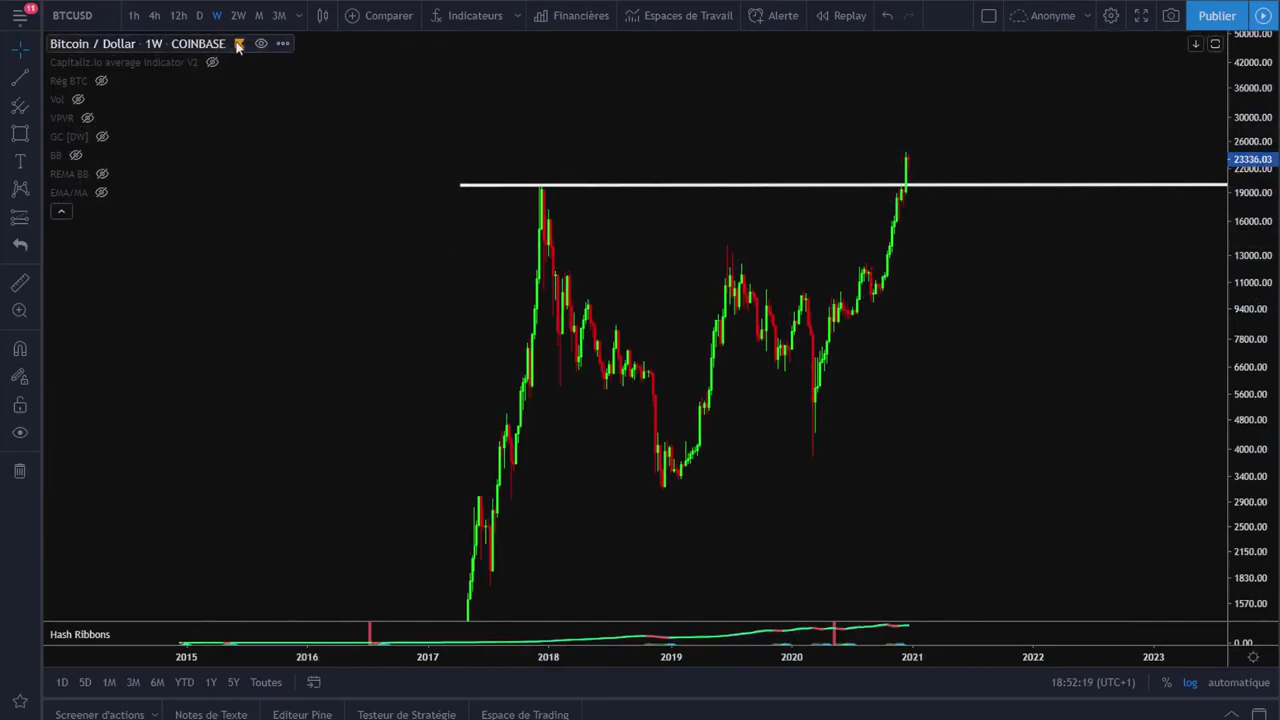 11 BTCUSD 1h 4h 12h D W 2W M 3M Comparer Indicateurs Financières Espaces de Travail Alerte Replay Anonyme Publier
Bitcoin / Dollar · 1W · COINBASE
Capitaliz.io average indicator V2
Rég BTC
Vol
VPVR
GC [DW]
BB
REMA BB
EMA/MA
50000.00
42000.00
36000.00
30000.00
26000.00
23336.03
22000.00
19000.00
16000.00
13000.00
11000.00
9400.00
7800.00
6600.00
5600.00
4800.00
4000.00
3400.00
2900.00
2500.00
2150.00
1830.00
1570.00
Hash Ribbons
0.00
2015 2016 2017 2018 2019 2020 2021 2022 2023
1D 5D 1M 3M 6M YTD 1Y 5Y Toutes 18:52:19 (UTC+1) % log automatique
Screener d'actions Notes de Texte Editeur Pine Testeur de Stratégie Espace de Trading